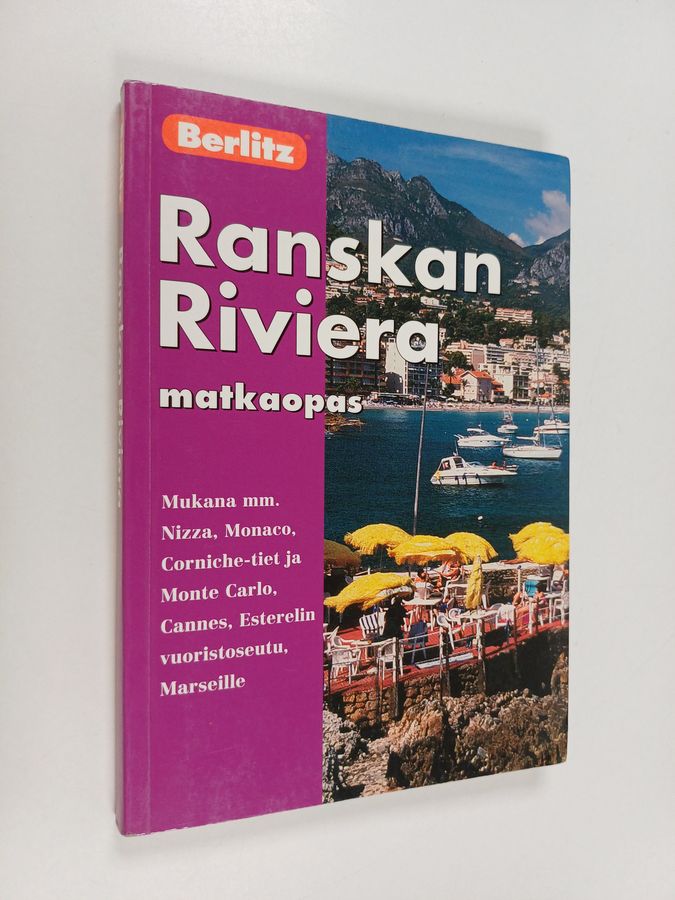 Berlitz
Ranskan
Riviera
matkaopas
Mukana mm.
Nizza, Monaco,
Corniche-tiet ja
Monte Carlo,
Cannes, Esterelin
vuoristoseutu,
Marseille